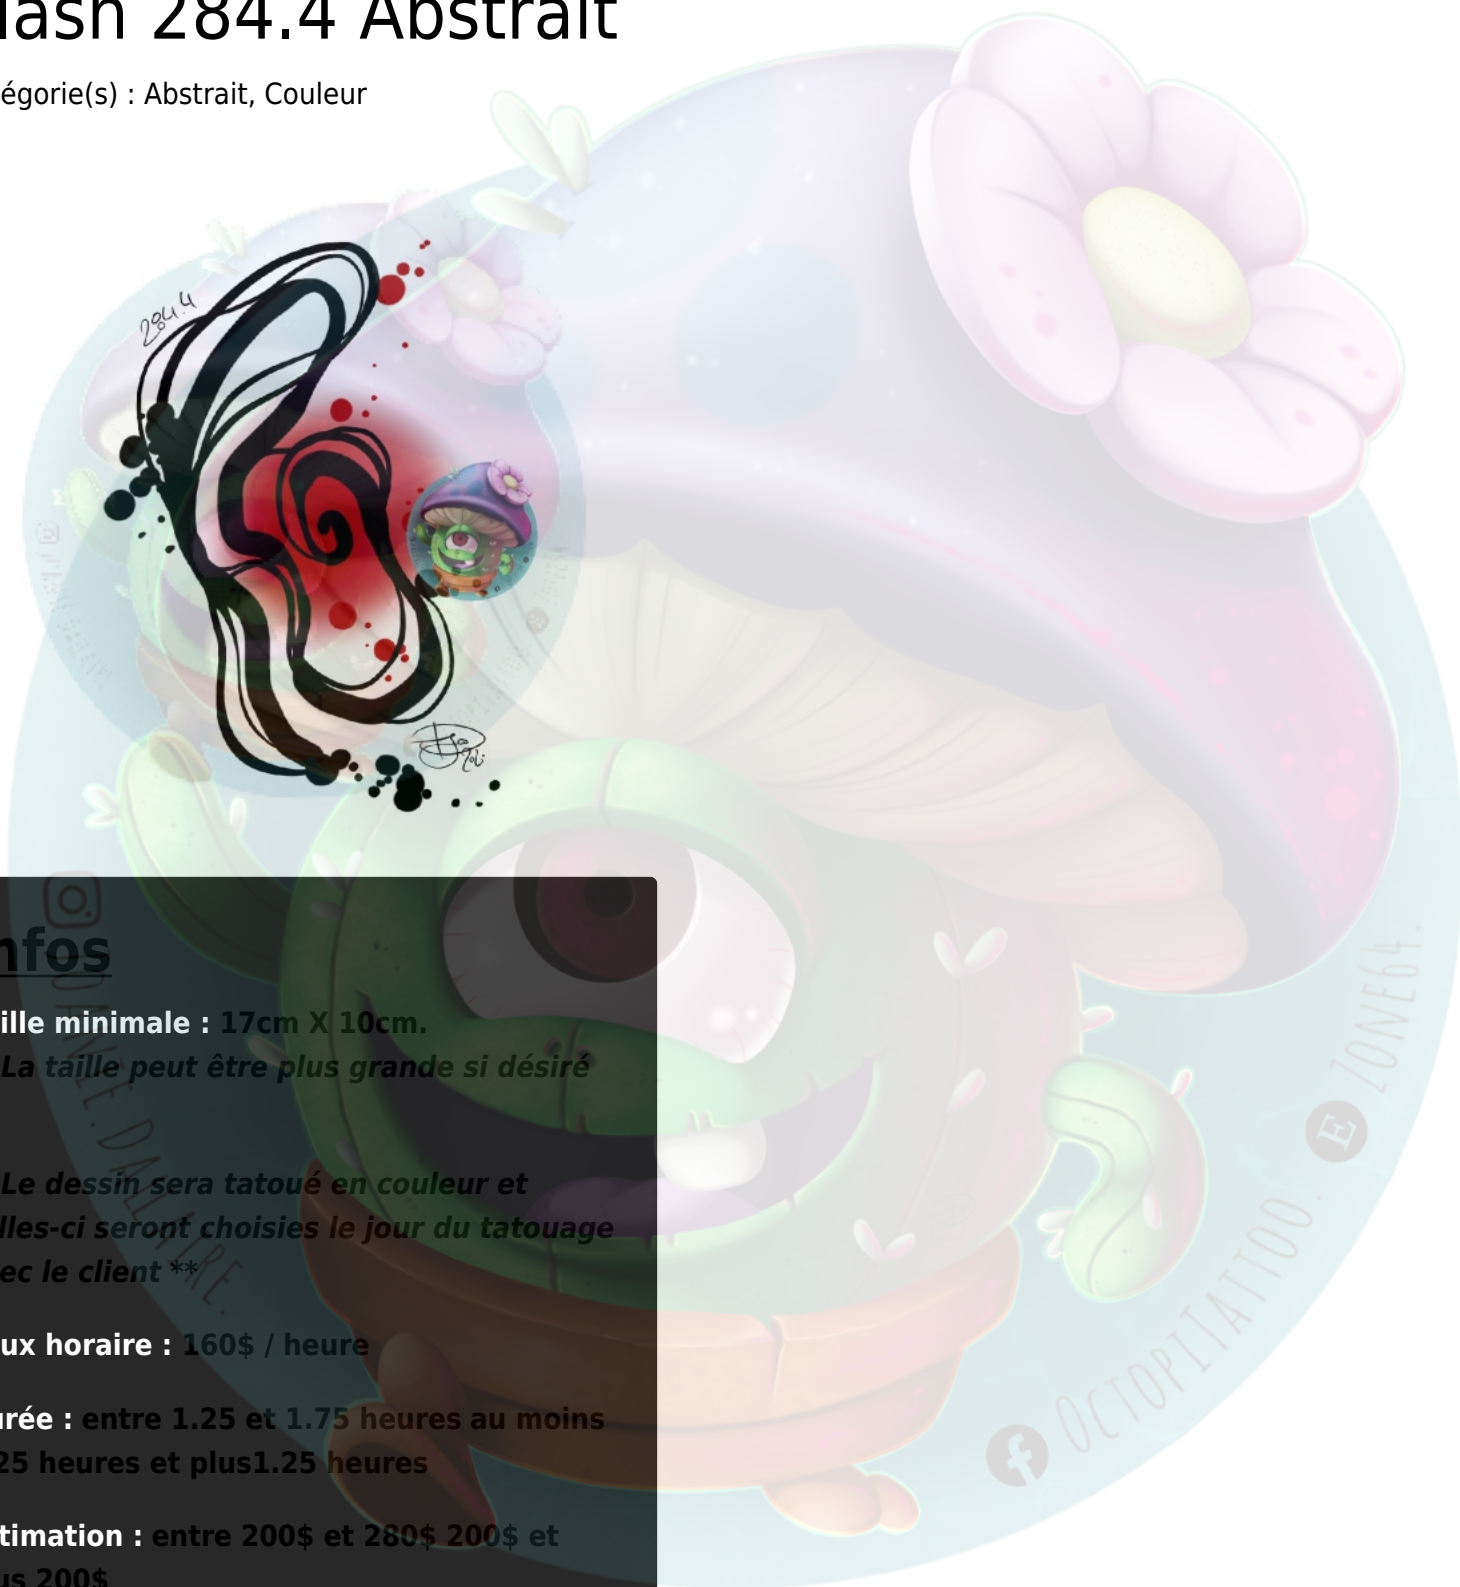 lash 284.4 Abstrait
égorie(s) : Abstrait, Couleur
284.4
nfos
ille minimale : 17cm X 10cm.
La taille peut être plus grande si désiré
Le dessin sera tatoué en couleur et
lles-ci seront choisies le jour du tatouage
ec le client **
ux horaire : 160$ / heure
urée : entre 1.25 et 1.75 heures au moins
25 heures et plus1.25 heures
timation : entre 200$ et 280$ 200$ et
us 200$
OCTOPITATTOO.
E ZONE64.